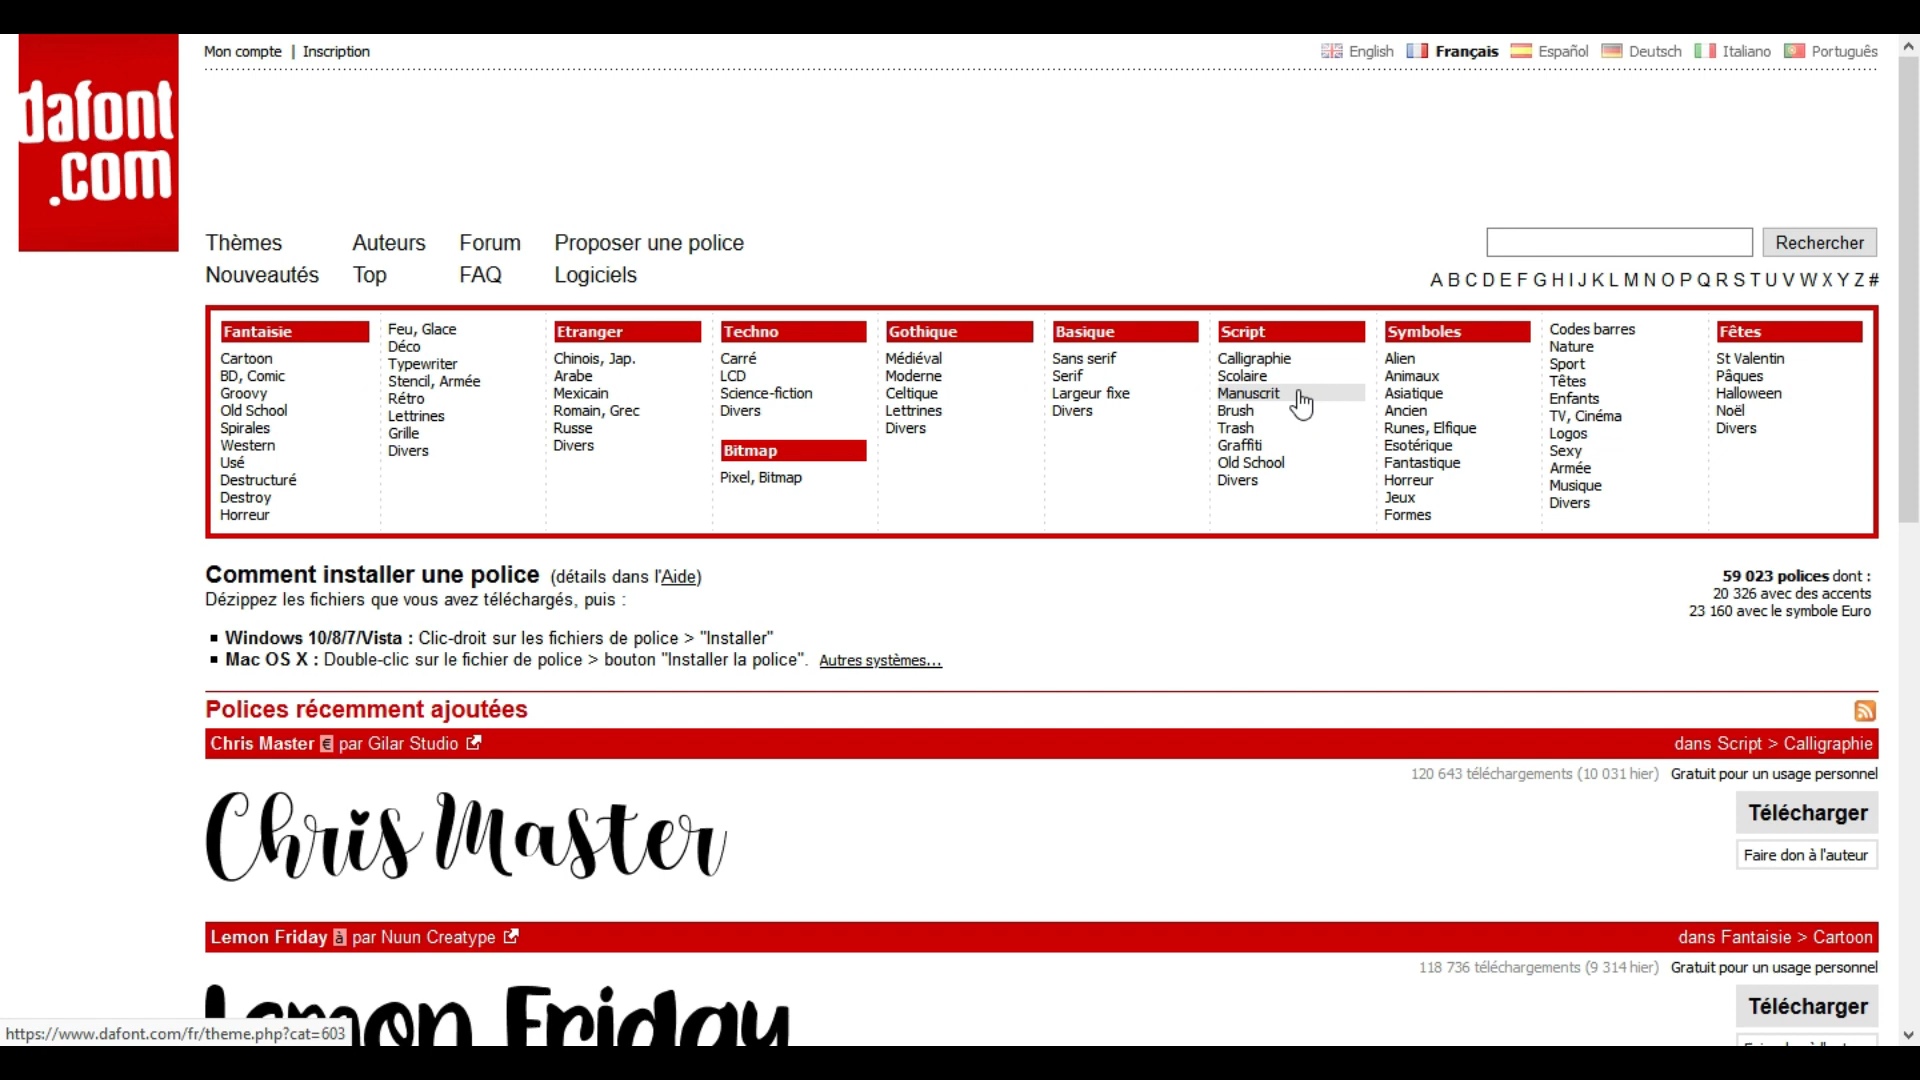 dafont
.com
Mon compte | Inscription
English Français Español Deutsch Italiano Português
Thèmes Auteurs Forum Proposer une police
Nouveautés Top FAQ Logiciels
Rechercher
A B C D E F G H I J K L M N O P Q R S T U V W X Y Z #
Fantaisie
Cartoon
BD, Comic
Groovy
Old School
Spirales
Western
Usé
Destructuré
Destroy
Horreur
Feu, Glace
Déco
Typewriter
Stencil, Armée
Rétro
Lettrines
Grille
Divers
Etranger
Chinois, Jap.
Arabe
Mexicain
Romain, Grec
Russe
Divers
Techno
Carré
LCD
Science-fiction
Divers
Bitmap
Pixel, Bitmap
Gothique
Médiéval
Moderne
Celtique
Lettrines
Divers
Basique
Sans serif
Serif
Largeur fixe
Divers
Script
Calligraphie
Scolaire
Manuscrit
Brush
Trash
Graffiti
Old School
Divers
Symboles
Alien
Animaux
Asiatique
Ancien
Runes, Elfique
Esotérique
Fantastique
Horreur
Jeux
Formes
Codes barres
Nature
Sport
Têtes
Enfants
TV, Cinéma
Logos
Sexy
Armée
Musique
Divers
Fêtes
St Valentin
Pâques
Halloween
Noël
Divers
Comment installer une police (détails dans l'Aide)
Dézippez les fichiers que vous avez téléchargés, puis :
▪ Windows 10/8/7/Vista : Clic-droit sur les fichiers de police > "Installer"
▪ Mac OS X : Double-clic sur le fichier de police > bouton "Installer la police". Autres systèmes...
59 023 polices dont :
20 326 avec des accents
23 160 avec le symbole Euro
Polices récemment ajoutées
Chris Master € par Gilar Studio
dans Script > Calligraphie
120 643 téléchargements (10 031 hier) Gratuit pour un usage personnel
Chris Master
Télécharger
Faire don à l'auteur
Lemon Friday à par Nuun Creatype
dans Fantaisie > Cartoon
118 736 téléchargements (9 314 hier) Gratuit pour un usage personnel
Lemon Friday
Télécharger
https://www.dafont.com/fr/theme.php?cat=603